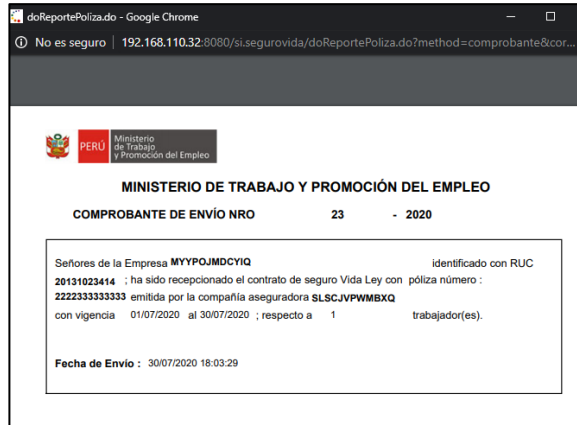 doReportePoliza.do - Google Chrome
No es seguro | 192.168.110.32:8080/si.segurovida/doReportePoliza.do?method=comprobante&cor...
PERÚ Ministerio
de Trabajo
y Promoción del Empleo
MINISTERIO DE TRABAJO Y PROMOCIÓN DEL EMPLEO
COMPROBANTE DE ENVÍO NRO 23 - 2020
Señores de la Empresa MYYPOJMDCYIQ identificado con RUC
20131023414 ; ha sido recepcionado el contrato de seguro Vida Ley con póliza número :
2222333333333 emitida por la compañía aseguradora SLSCJVPWMBXQ
con vigencia 01/07/2020 al 30/07/2020 ; respecto a 1 trabajador(es).
Fecha de Envío : 30/07/2020 18:03:29